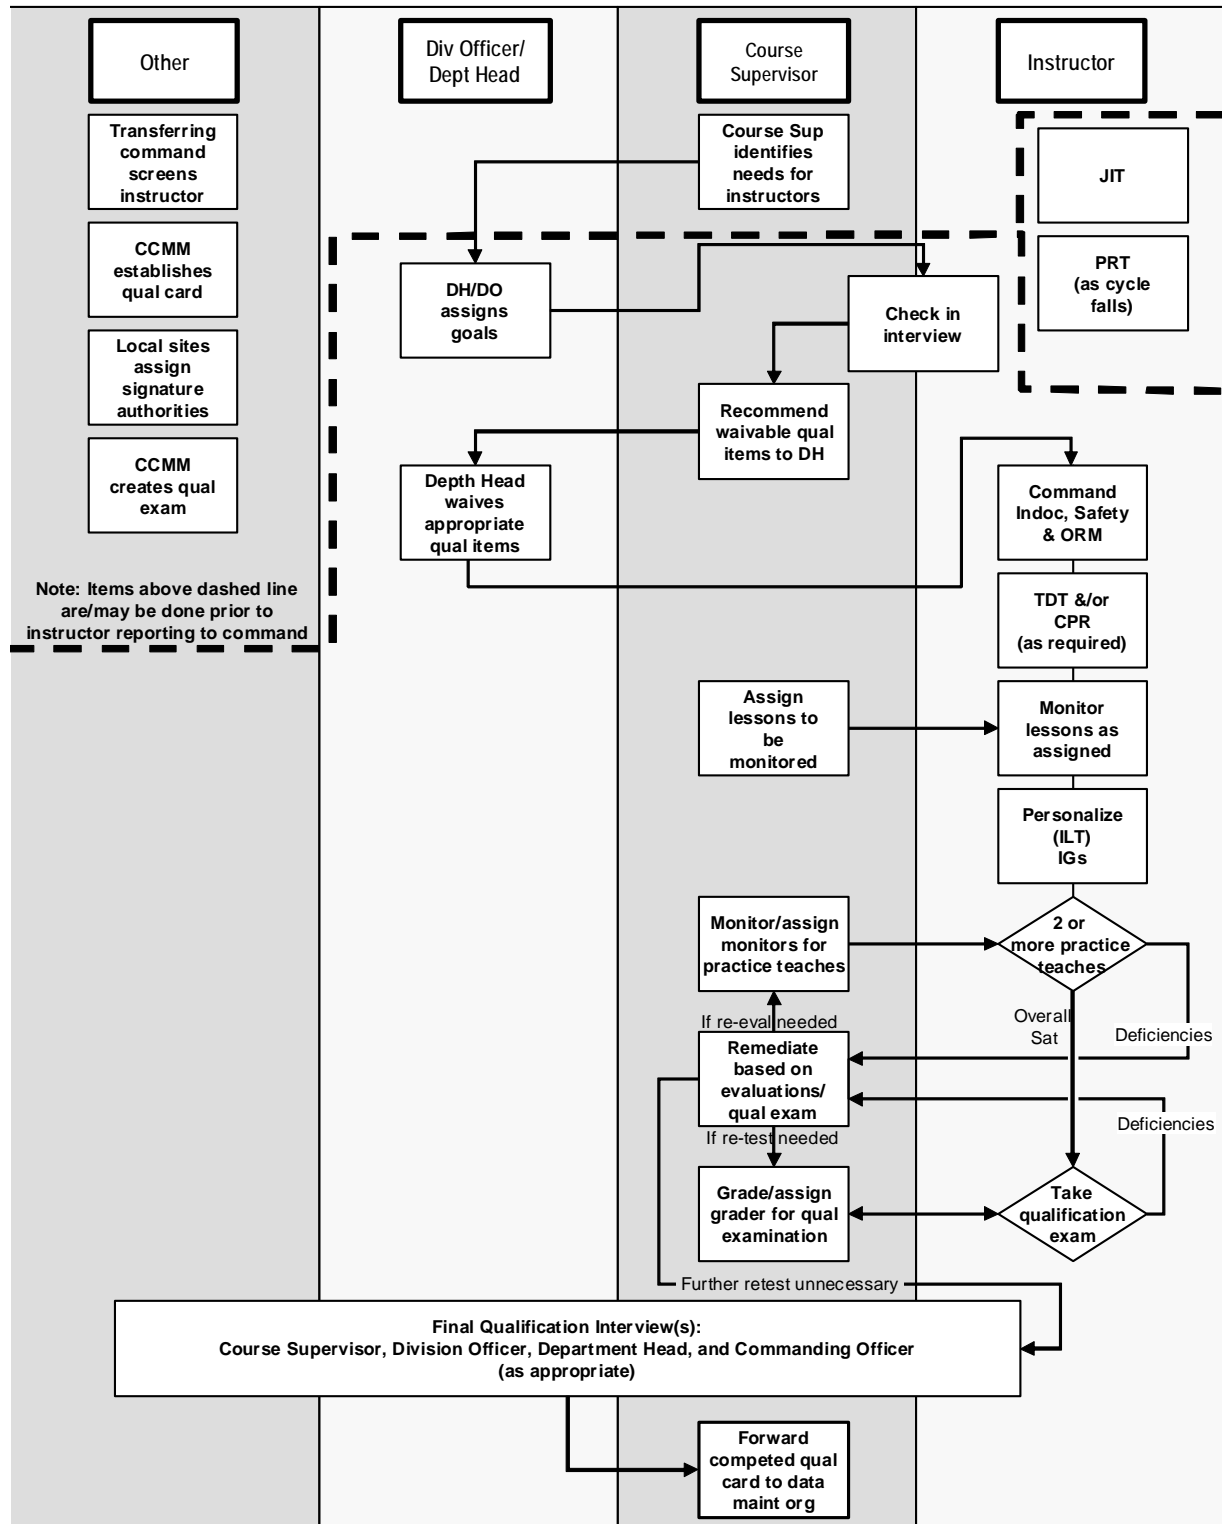 Other
Div Officer/
Dept Head
Course
Supervisor
Instructor
Transferring
command
screens
instructor
Course Sup
identifies
needs for
instructors
JIT
CCMM
establishes
qual card
DH/DO
assigns
goals
Check in
interview
PRT
(as cycle
falls)
Local sites
assign
signature
authorities
Recommend
waivable qual
items to DH
CCMM
creates qual
exam
Depth Head
waives
appropriate
qual items
Command
Indoc, Safety
& ORM
Note: Items above dashed line
are/may be done prior to
instructor reporting to command
TDT &/or
CPR
(as required)
Assign
lessons to
be
monitored
Monitor
lessons as
assigned
Personalize
(ILT)
IGs
Monitor/assign
monitors for
practice teaches
2 or
more practice
teaches
If re-eval needed
Overall
Sat
Deficiencies
Remediate
based on
evaluations/
qual exam
Deficiencies
If re-test needed
Grade/assign
grader for qual
examination
Take
qualification
exam
Further retest unnecessary
Final Qualification Interview(s):
Course Supervisor, Division Officer, Department Head, and Commanding Officer
(as appropriate)
Forward
competed qual
card to data
maint org